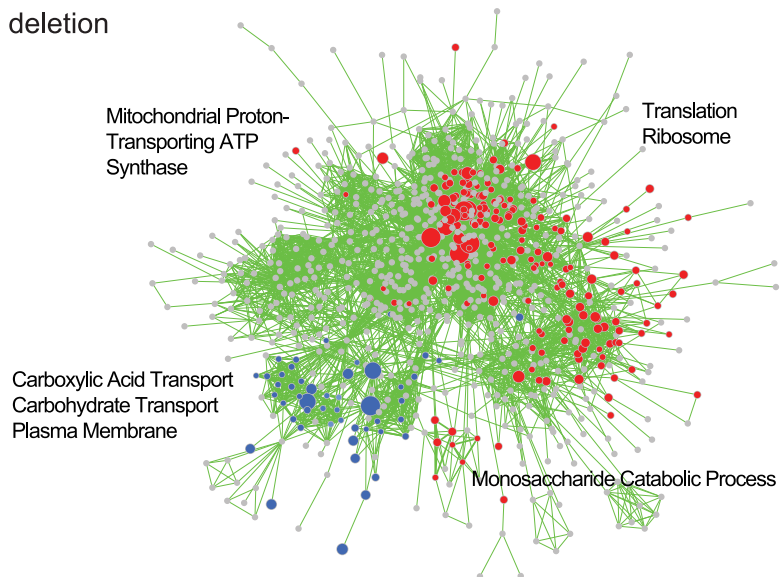 deletion
Mitochondrial Proton-
Transporting ATP
Synthase
Translation
Ribosome
Carboxylic Acid Transport
Carbohydrate Transport
Plasma Membrane
Monosaccharide Catabolic Process